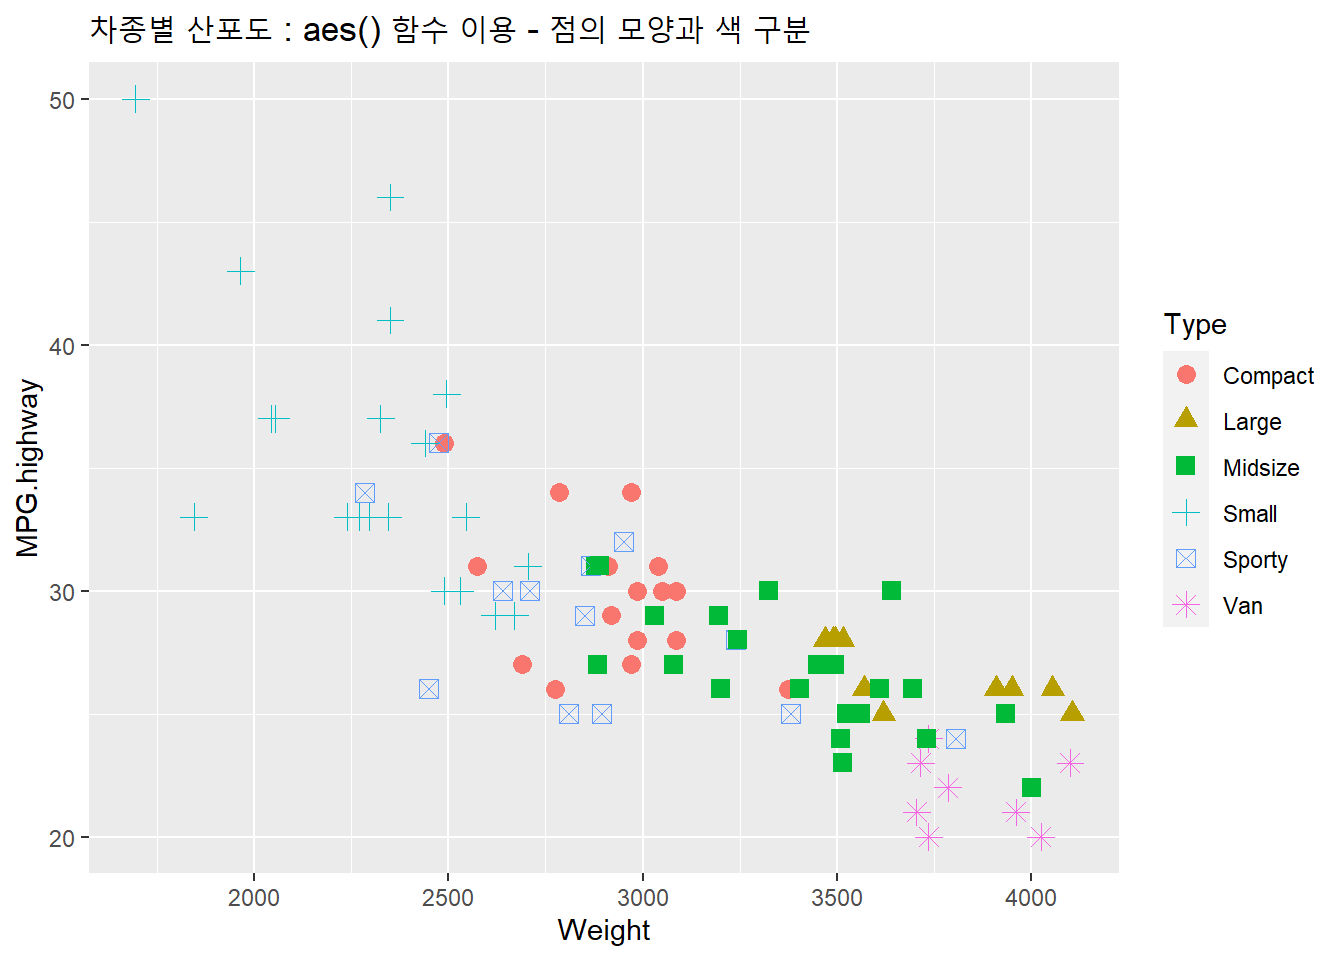 차종별 산포도 : aes() 함수 이용 - 점의 모양과 색 구분
50
40
30
20
MPG.highway
2000 2500 3000 3500 4000
Weight
Type
Compact
Large
Midsize
Small
Sporty
Van